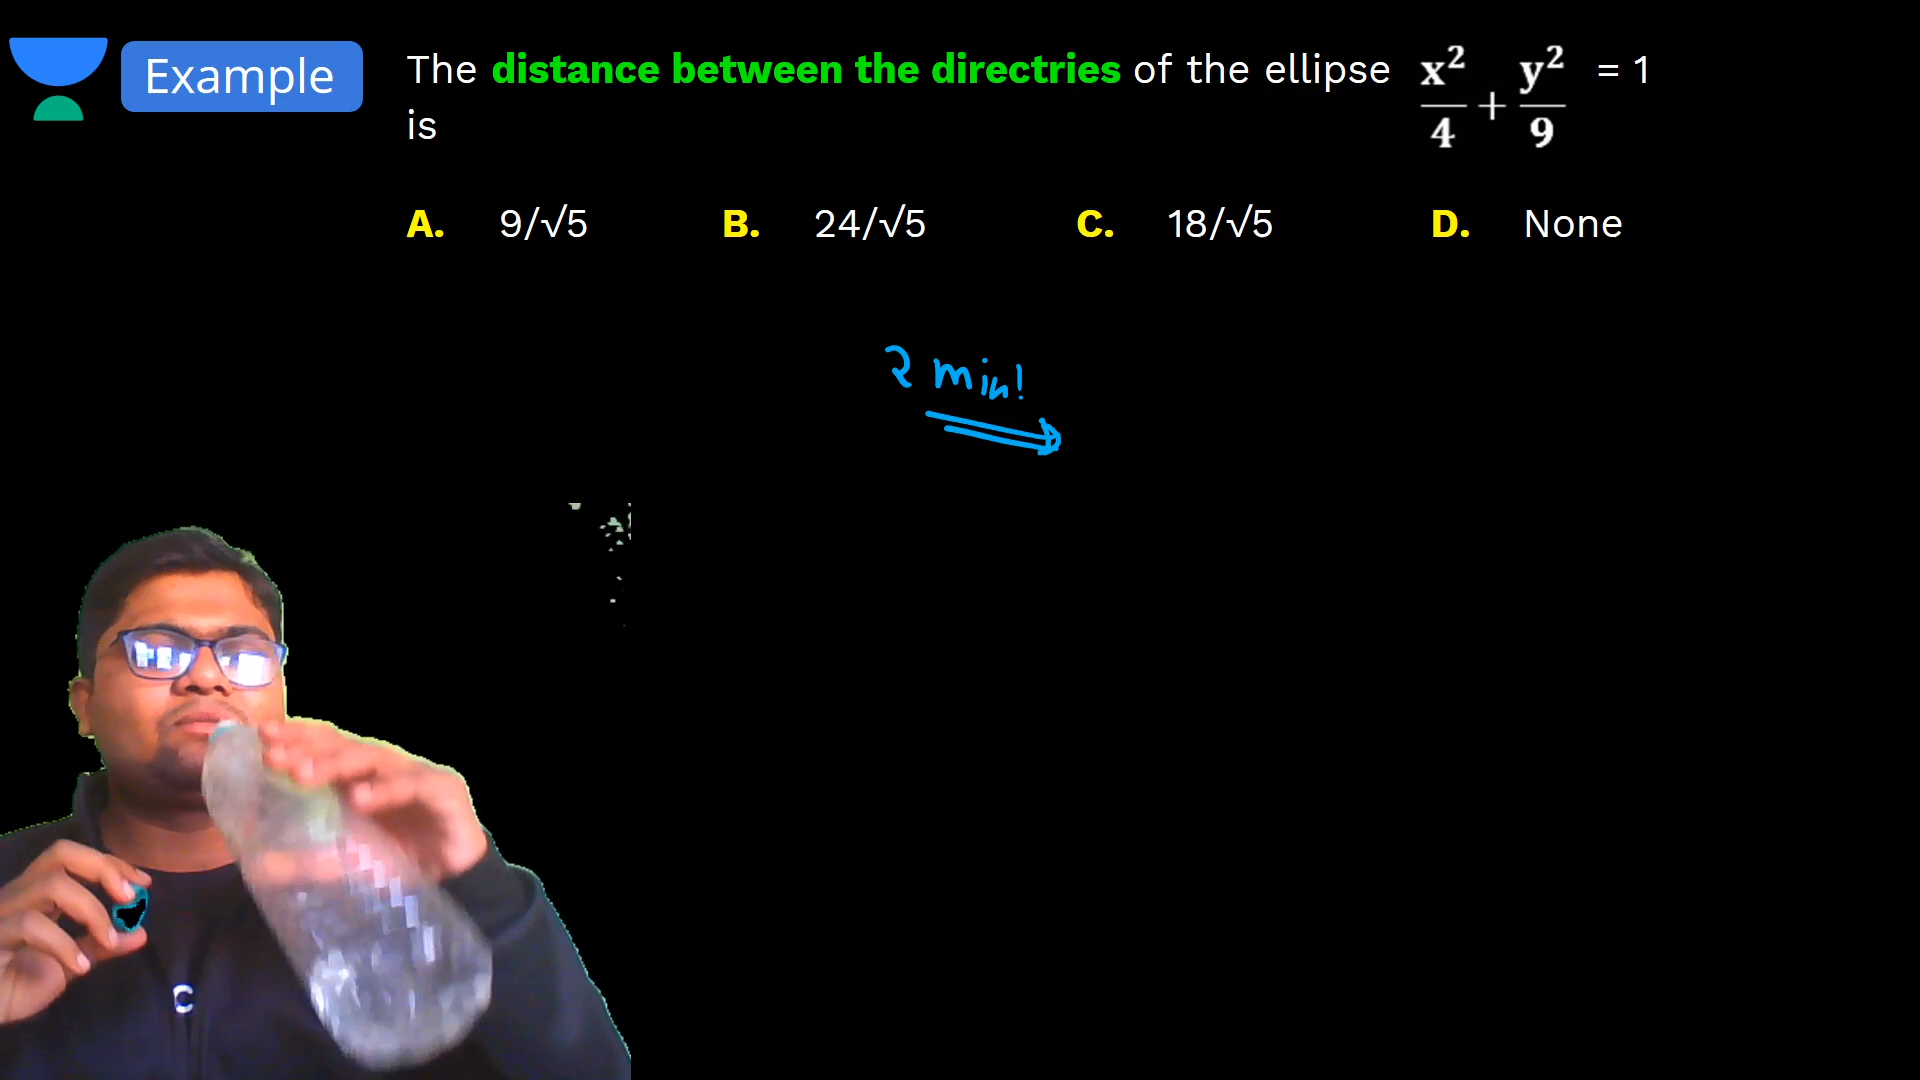 Example
The distance between the directries of the ellipse x²/4 + y²/9 = 1
is
A. 9/√5 B. 24/√5 C. 18/√5 D. None
2 min!
C